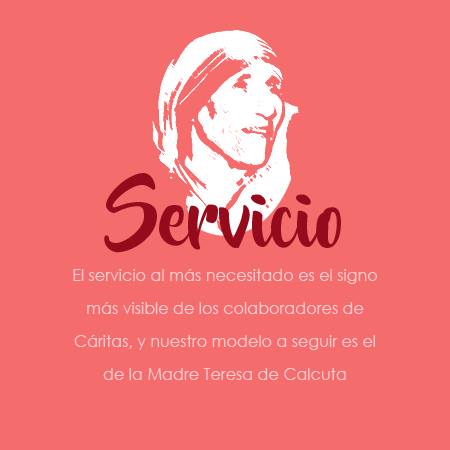 Servicio
El servicio al más necesitado es el signo
más visible de los colaboradores de
Cáritas, y nuestro modelo a seguir es el
de la Madre Teresa de Calcuta